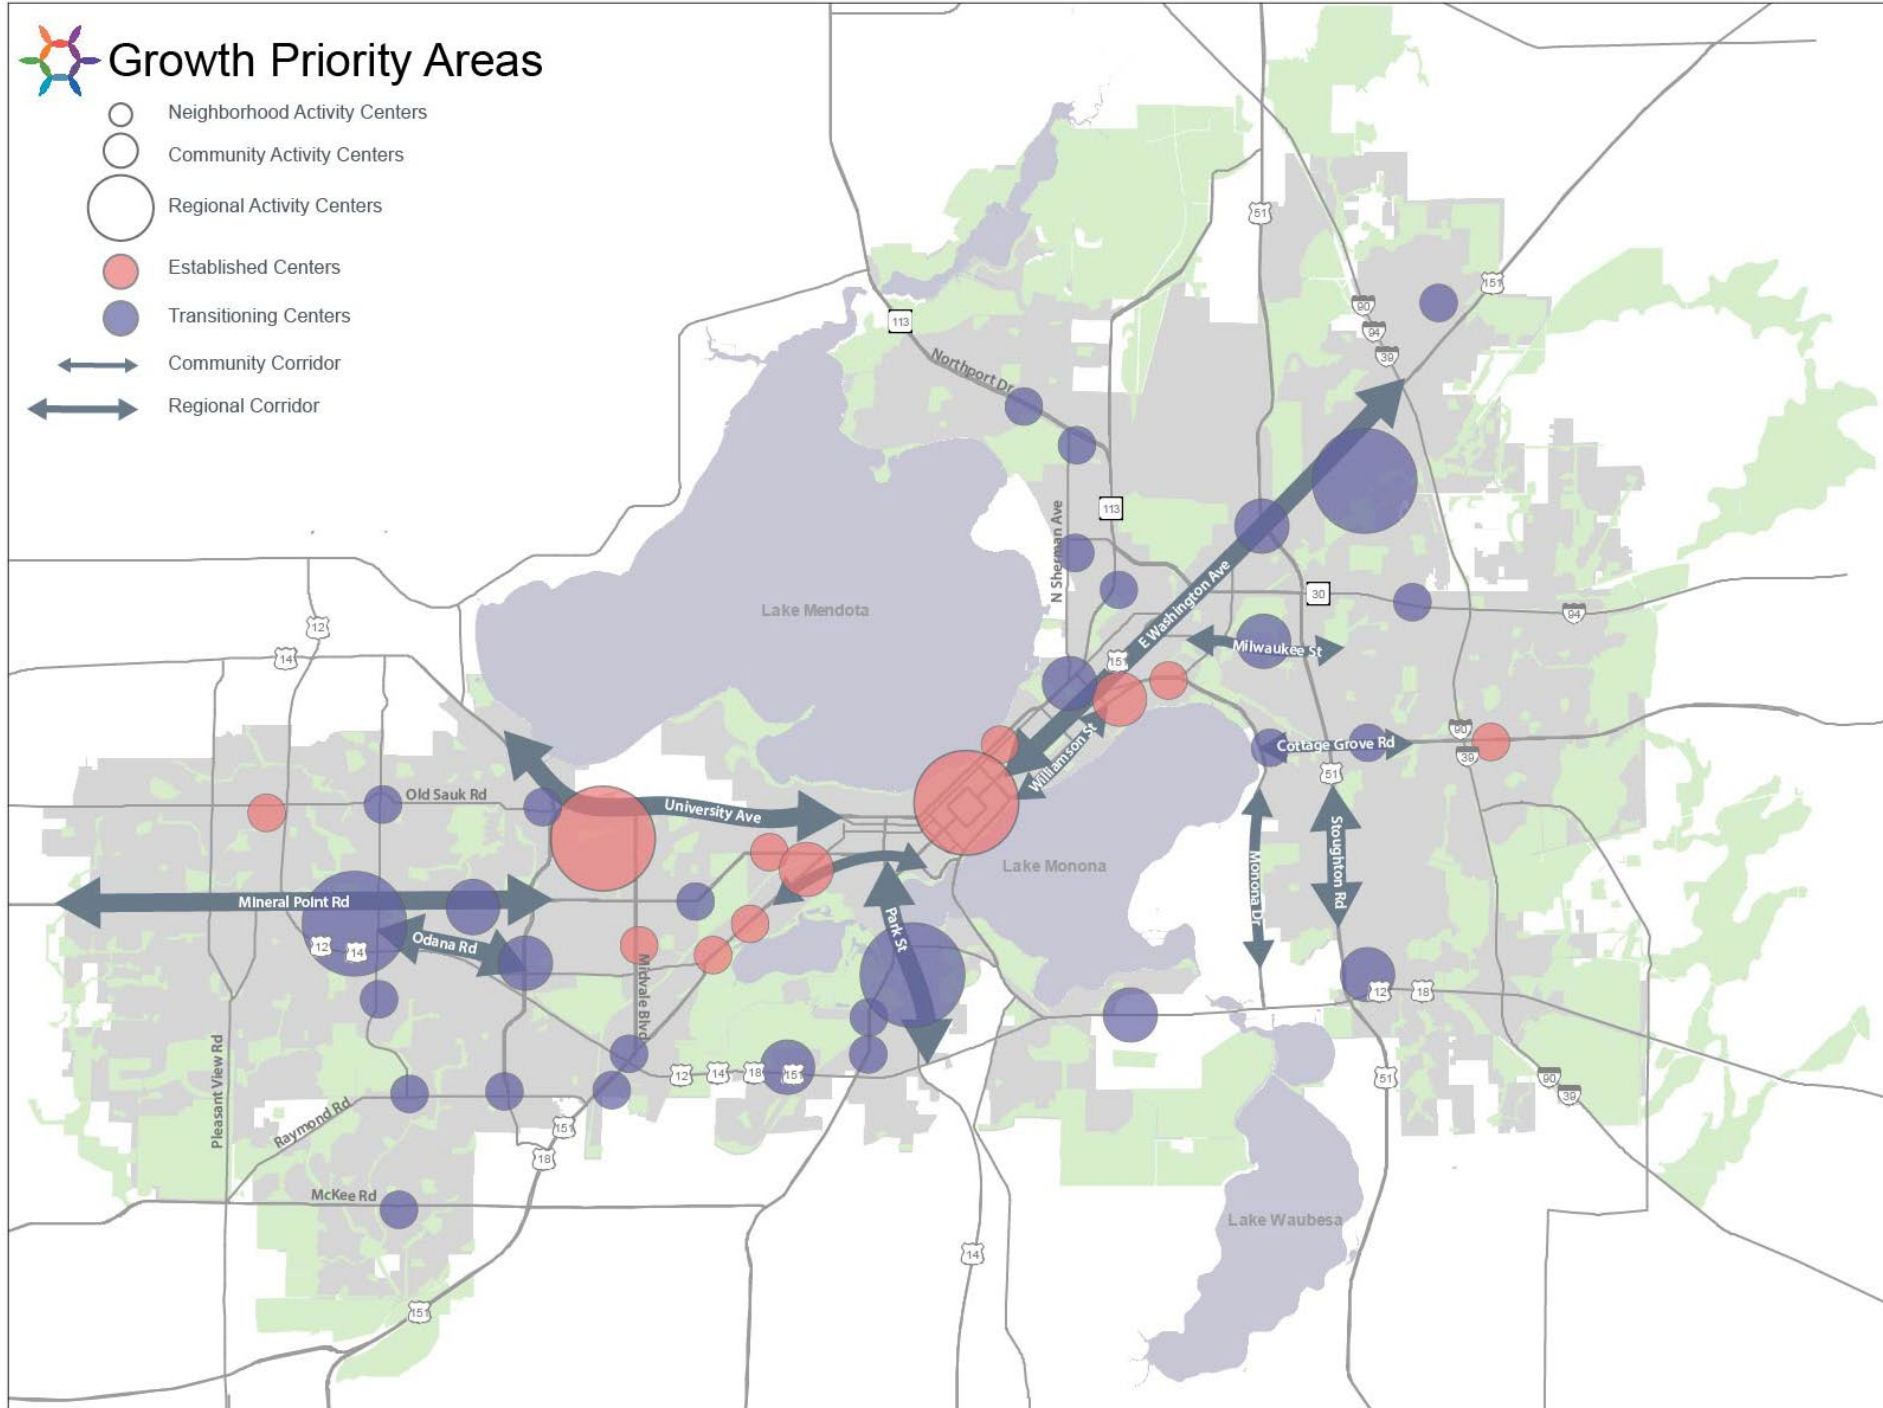 Growth Priority Areas
Neighborhood Activity Centers
Community Activity Centers
Regional Activity Centers
Established Centers
Transitioning Centers
Community Corridor
Regional Corridor
51
151
90
94
39
113
Northport Dr
113
N Sherman Ave
E Washington Ave
30
94
Lake Mendota
12
14
151
Milwaukee St
Williamson St
Cottage Grove Rd
90
39
51
Old Sauk Rd
University Ave
Lake Monona
Monona Dr
Stoughton Rd
Mineral Point Rd
Park St
12
14
Odana Rd
Midvale Blvd
12
18
Pleasant View Rd
12
14
18
151
51
90
39
Raymond Rd
151
18
McKee Rd
Lake Waubesa
14
151